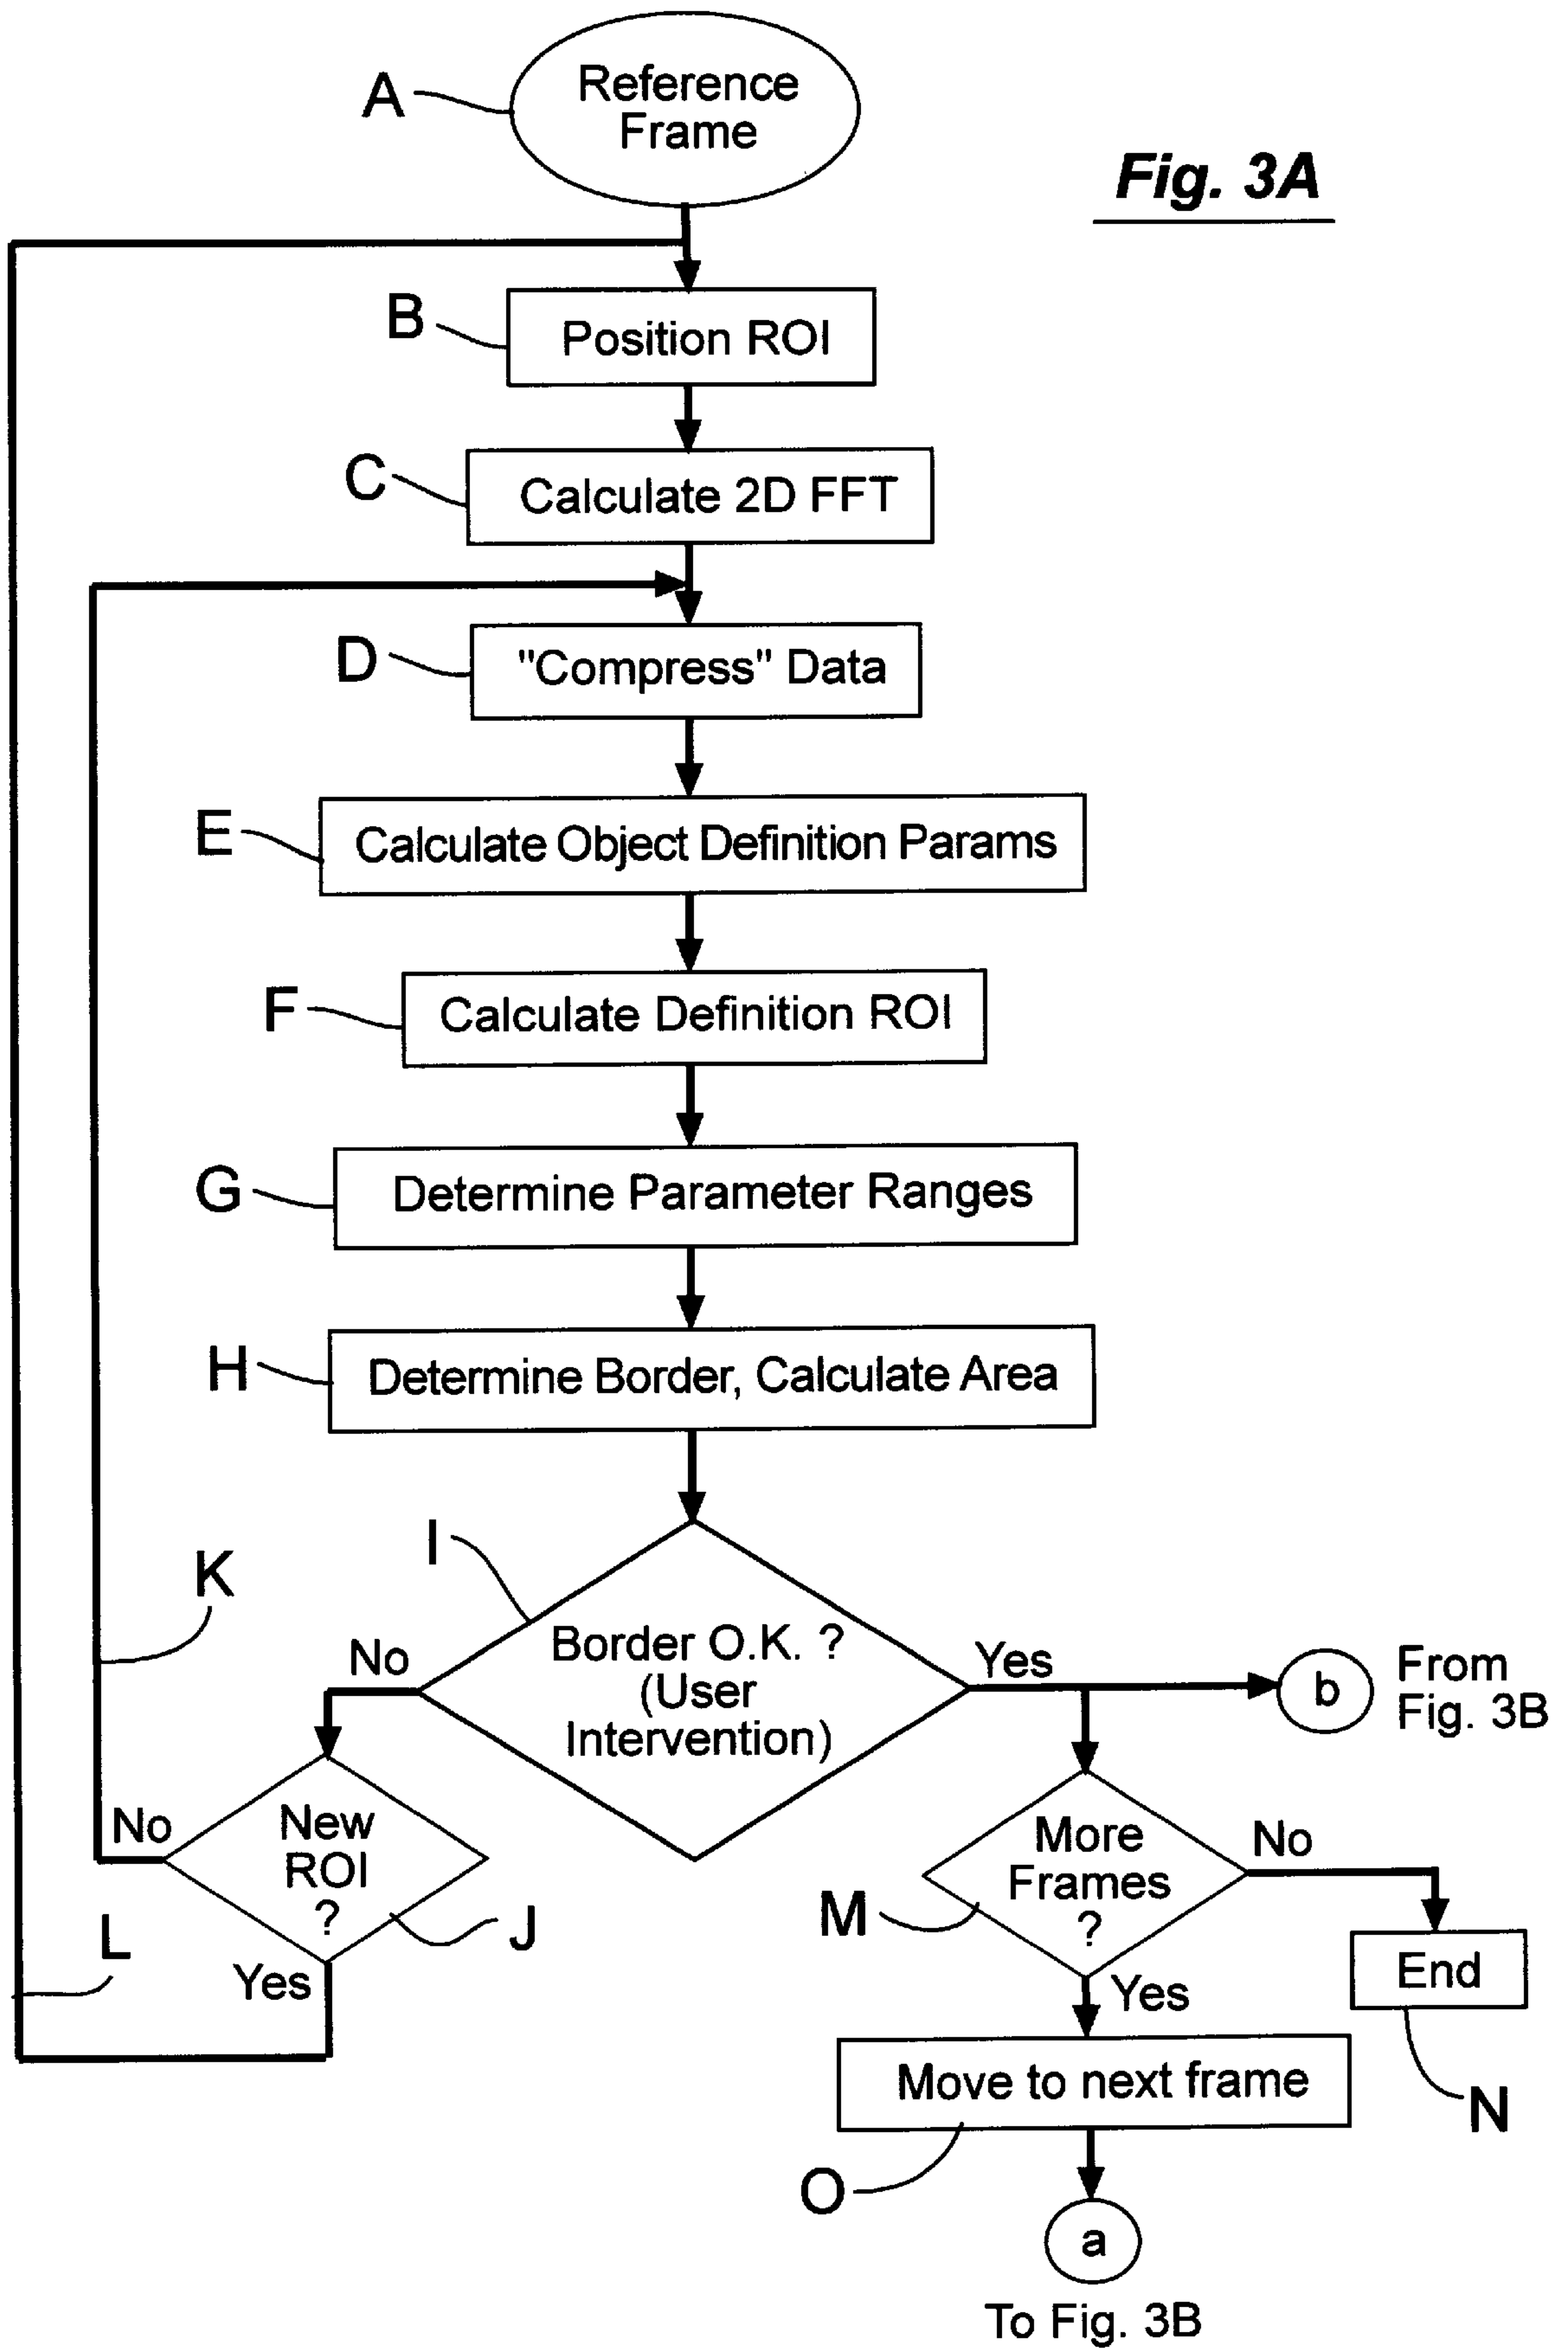 A
Reference
Frame
Fig. 3A
B
Position ROI
C
Calculate 2D FFT
D
"Compress" Data
E
Calculate Object Definition Params
F
Calculate Definition ROI
G
Determine Parameter Ranges
H
Determine Border, Calculate Area
I
K
Border O.K. ?
(User
Intervention)
No
Yes
b
From
Fig. 3B
New
ROI
?
No
J
L
Yes
More
Frames
?
No
M
End
Yes
N
Move to next frame
O
a
To Fig. 3B